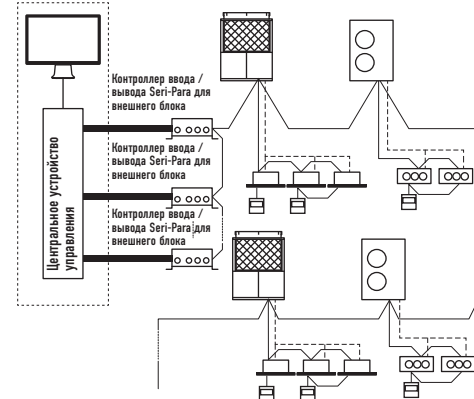 Контроллер ввода /
вывода Seri-Para для
внешнего блока
Контроллер ввода /
вывода Seri-Para для
внешнего блока
Контроллер ввода /
вывода Seri-Para для
внешнего блока
Центральное устройство
управления